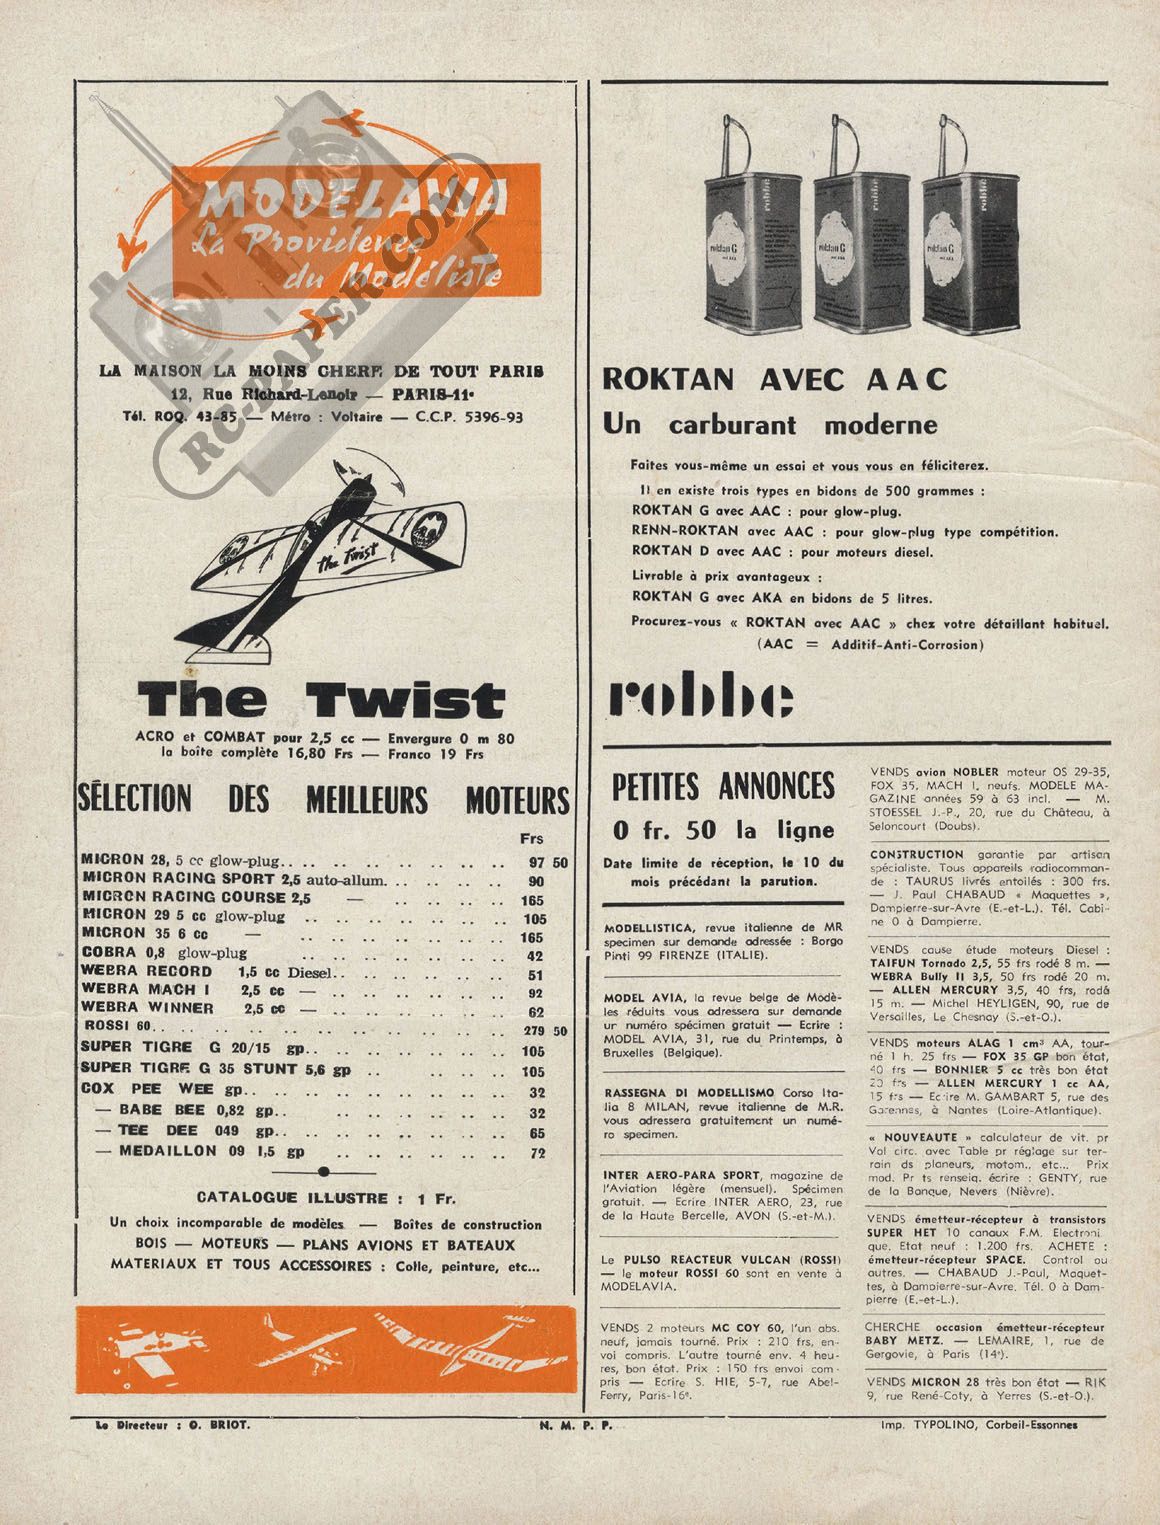 MODELAVIA
La Providence
du Modéliste
RC-PAPER.COM
LA MAISON LA MOINS CHERE DE TOUT PARIS
12, Rue Richard-Lenoir — PARIS-11e
Tél. ROQ. 43-85 — Métro : Voltaire — C.C.P. 5396-93
the Twist
The Twist
ACRO et COMBAT pour 2,5 cc — Envergure 0 m 80
la boîte complète 16,80 Frs — Franco 19 Frs
SÉLECTION DES MEILLEURS MOTEURS
Frs
MICRON 28, 5 cc glow-plug.. .. .. .. .. .. .. .. 97 50
MICRON RACING SPORT 2,5 auto-allum. .. .. .. .. 90
MICRON RACING COURSE 2,5 — .. .. .. .. 165
MICRON 29 5 cc glow-plug .. .. .. .. .. .. .. 105
MICRON 35 6 cc — .. .. .. .. .. .. .. 165
COBRA 0,8 glow-plug .. .. .. .. .. .. .. 42
WEBRA RECORD 1,5 cc Diesel.. .. .. .. .. .. 51
WEBRA MACH I 2,5 cc — .. .. .. .. .. .. 92
WEBRA WINNER 2,5 cc — .. .. .. .. .. .. 62
ROSSI 60.. .. .. .. .. .. .. .. .. .. .. .. 279 50
SUPER TIGRE G 20/15 gp.. .. .. .. .. .. .. 105
SUPER TIGRE G 35 STUNT 5,6 gp .. .. .. .. .. 105
COX PEE WEE gp.. .. .. .. .. .. .. .. .. 32
— BABE BEE 0,82 gp.. .. .. .. .. .. .. .. 32
— TEE DEE 049 gp.. .. .. .. .. .. .. .. 65
— MEDAILLON 09 1,5 gp .. .. .. .. .. .. 72
CATALOGUE ILLUSTRE : 1 Fr.
Un choix incomparable de modèles — Boîtes de construction
BOIS — MOTEURS — PLANS AVIONS ET BATEAUX
MATERIAUX ET TOUS ACCESSOIRES : Colle, peinture, etc...
robbe
robbe
robbe
roktan G
roktan G
roktan G
ROKTAN AVEC AAC
Un carburant moderne
Faites vous-même un essai et vous vous en féliciterez.
Il en existe trois types en bidons de 500 grammes :
ROKTAN G avec AAC : pour glow-plug.
RENN-ROKTAN avec AAC : pour glow-plug type compétition.
ROKTAN D avec AAC : pour moteurs diesel.
Livrable à prix avantageux :
ROKTAN G avec AKA en bidons de 5 litres.
Procurez-vous « ROKTAN avec AAC » chez votre détaillant habituel.
(AAC = Additif-Anti-Corrosion)
robbe
PETITES ANNONCES
0 fr. 50 la ligne
Date limite de réception, le 10 du
mois précédant la parution.
MODELLISTICA, revue italienne de MR
specimen sur demande adressée : Borgo
Pinti 99 FIRENZE (ITALIE).
MODEL AVIA, la revue belge de Modè-
les réduits vous adressera sur demande
ur numéro spécimen gratuit — Ecrire :
MODEL AVIA, 31, rue du Printemps, à
Bruxelles (Belgique).
RASSEGNA DI MODELLISMO Corso Ita-
lia 8 MILAN, revue italienne de M.R.
vous adressera gratuitement un numé-
ro specimen.
INTER AERO-PARA SPORT, magazine de
l'Aviation légère (mensuel). Spécimen
gratuit. — Ecrire INTER AERO, 23, rue
de la Haute Bercelle, AVON (S.-et-M.).
Le PULSO REACTEUR VULCAN (ROSSI)
— le moteur ROSSI 60 sont en vente à
MODELAVIA.
VENDS 2 moteurs MC COY 60, l'un abs.
neuf, jamais tourné. Prix : 210 frs, en-
voi compris. L'autre tourné env. 4 heu-
res, bon état. Prix : 150 frs envoi com-
pris — Ecrire S. HIE, 5-7, rue Abel-
Ferry, Paris-16e.
VENDS avion NOBLER moteur OS 29-35,
FOX 35, MACH I, neufs. MODELE MA-
GAZINE années 59 à 63 incl. — M.
STOESSEL J.-P., 20, rue du Château, à
Seloncourt (Doubs).
CONSTRUCTION garantie par artisan
spécialiste. Tous appareils radiocomman-
de : TAURUS livrés entoilés : 300 frs.
— J. Paul CHABAUD « Maquettes »,
Dampierre-sur-Avre (E.-et-L.). Tél. Cabi-
ne 0 à Dampierre.
VENDS cause étude moteurs Diesel :
TAIFUN Tornado 2,5, 55 frs rodé 8 m. —
WEBRA Bully II 3,5, 50 frs rodé 20 m.
— ALLEN MERCURY 3,5, 40 frs, rodé
15 m. — Michel HEYLIGEN, 90, rue de
Versailles, Le Chesnay (S.-et-O.).
VENDS moteurs ALAG 1 cm³ AA, tour-
né 1 h. 25 frs — FOX 35 GP bon état,
40 frs — BONNIER 5 cc très bon état
20 frs — ALLEN MERCURY 1 cc AA,
15 frs — Ecrire M. GAMBART 5, rue des
Garennes, à Nantes (Loire-Atlantique).
« NOUVEAUTE » calculateur de vit. pr
Vol circ. avec Table pr réglage sur ter-
rain ds planeurs, motom., etc... Prix
mod. Pr ts renseig. écrire : GENTY, rue
de la Banque, Nevers (Nièvre).
VENDS émetteur-récepteur à transistors
SUPER HET 10 canaux F.M. Electroni
que. Etat neuf : 1.200 frs. ACHETE :
émetteur-récepteur SPACE. Control ou
autres. — CHABAUD J.-Paul, Maquet-
tes, à Dampierre-sur-Avre. Tél. 0 à Dam-
pierre (E.-et-L.).
CHERCHE occasion émetteur-récepteur
BABY METZ. — LEMAIRE, 1, rue de
Gergovie, à Paris (14e).
VENDS MICRON 28 très bon état — RIK
9, rue René-Coty, à Yerres (S.-et-O.).
Le Directeur : O. BRIOT.
N. M. P. P.
Imp. TYPOLINO, Corbeil-Essonnes